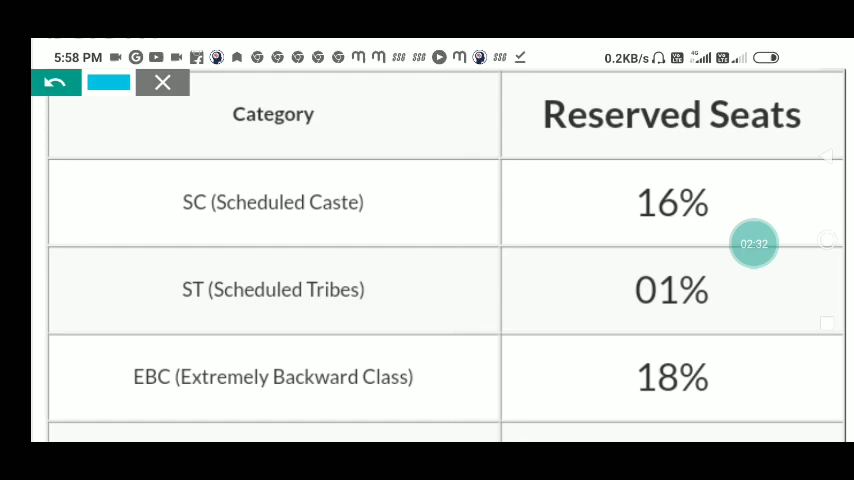 5:58 PM
0.2KB/s
4G
Category Reserved Seats
SC (Scheduled Caste) 16%
02:32
ST (Scheduled Tribes) 01%
EBC (Extremely Backward Class) 18%